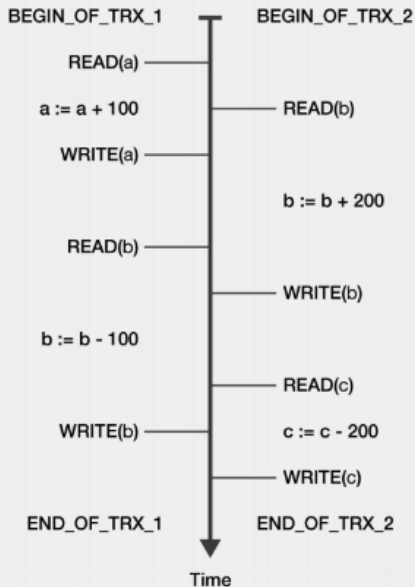 BEGIN_OF_TRX_1 BEGIN_OF_TRX_2
READ(a)
a := a + 100 READ(b)
WRITE(a)
b := b + 200
READ(b)
WRITE(b)
b := b - 100
READ(c)
WRITE(b) c := c - 200
WRITE(c)
END_OF_TRX_1 END_OF_TRX_2
Time